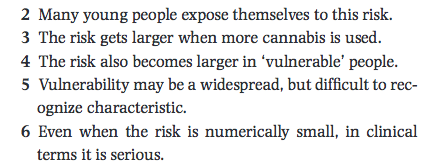 2 Many young people expose themselves to this risk.
3 The risk gets larger when more cannabis is used.
4 The risk also becomes larger in ‘vulnerable’ people.
5 Vulnerability may be a widespread, but difficult to rec-
ognize characteristic.
6 Even when the risk is numerically small, in clinical
terms it is serious.